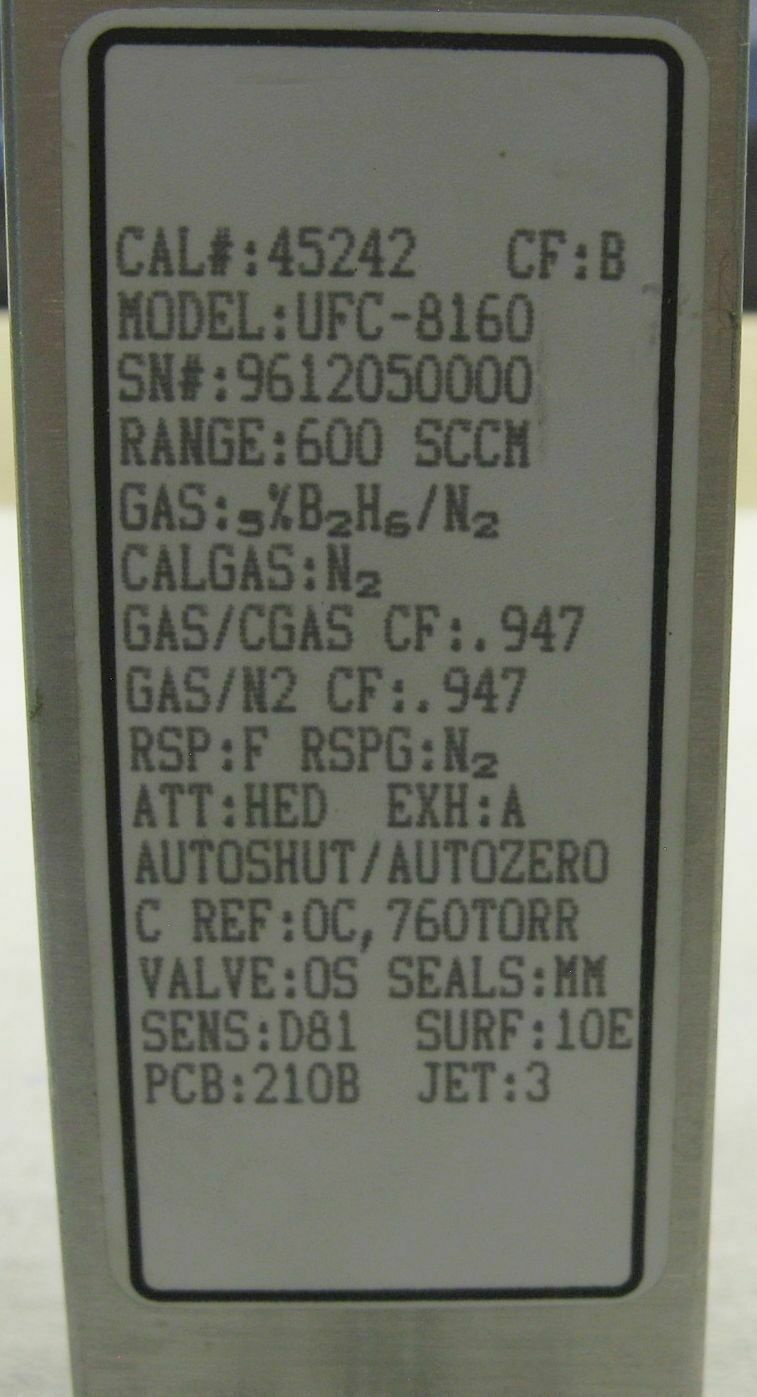 CAL#:45242 CF:B
MODEL:UFC-8160
SN#:9612050000
RANGE:600 SCCM
GAS:₅%B₂H₆/N₂
CALGAS:N₂
GAS/CGAS CF:.947
GAS/N2 CF:.947
RSP:F RSPG:N₂
ATT:HED EXH:A
AUTOSHUT/AUTOZERO
C REF:0C,760TORR
VALVE:OS SEALS:MM
SENS:D81 SURF:10E
PCB:210B JET:3